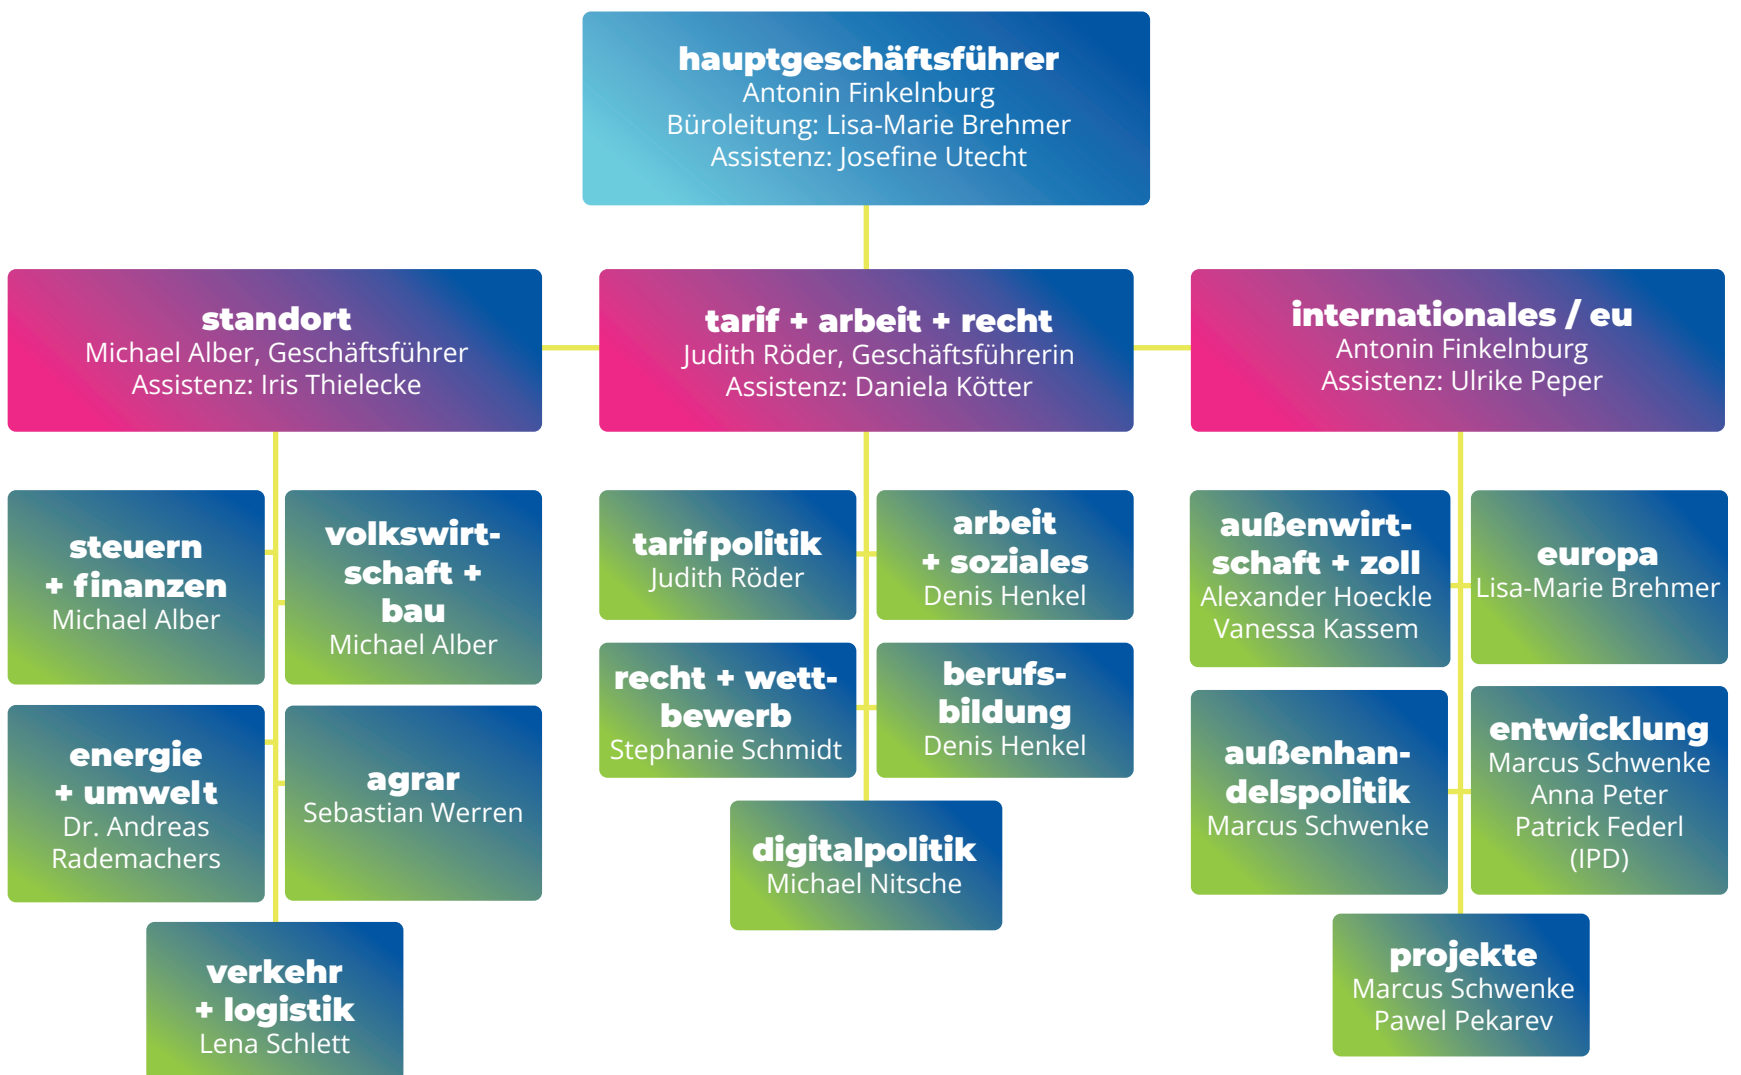 hauptgeschäftsführer
Antonin Finkelnburg
Büroleitung: Lisa-Marie Brehmer
Assistenz: Josefine Utecht
standort
Michael Alber, Geschäftsführer
Assistenz: Iris Thielecke
tarif + arbeit + recht
Judith Röder, Geschäftsführerin
Assistenz: Daniela Kötter
internationales / eu
Antonin Finkelnburg
Assistenz: Ulrike Peper
steuern
+ finanzen
Michael Alber
volkswirt-
schaft +
bau
Michael Alber
energie
+ umwelt
Dr. Andreas
Rademachers
agrar
Sebastian Werren
verkehr
+ logistik
Lena Schlett
tarifpolitik
Judith Röder
arbeit
+ soziales
Denis Henkel
recht + wett-
bewerb
Stephanie Schmidt
berufs-
bildung
Denis Henkel
digitalpolitik
Michael Nitsche
außenwirt-
schaft + zoll
Alexander Hoeckle
Vanessa Kassem
europa
Lisa-Marie Brehmer
außenhan-
delspolitik
Marcus Schwenke
entwicklung
Marcus Schwenke
Anna Peter
Patrick Federl
(IPD)
projekte
Marcus Schwenke
Pawel Pekarev